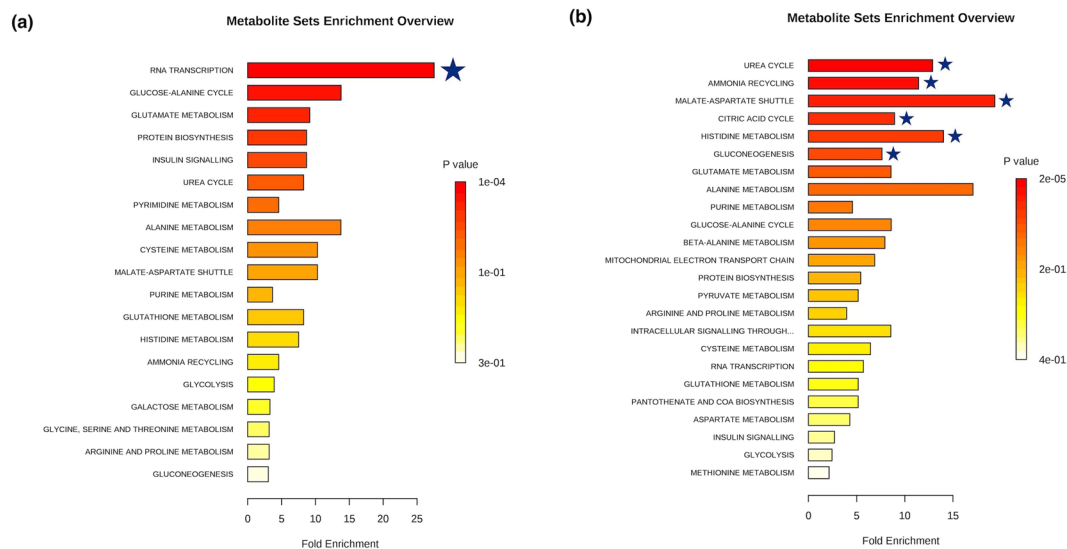 (a)
Metabolite Sets Enrichment Overview
RNA TRANSCRIPTION
GLUCOSE-ALANINE CYCLE
GLUTAMATE METABOLISM
PROTEIN BIOSYNTHESIS
INSULIN SIGNALLING
UREA CYCLE
PYRIMIDINE METABOLISM
ALANINE METABOLISM
CYSTEINE METABOLISM
MALATE-ASPARTATE SHUTTLE
PURINE METABOLISM
GLUTATHIONE METABOLISM
HISTIDINE METABOLISM
AMMONIA RECYCLING
GLYCOLYSIS
GALACTOSE METABOLISM
GLYCINE, SERINE AND THREONINE METABOLISM
ARGININE AND PROLINE METABOLISM
GLUCONEOGENESIS
0 5 10 15 20 25
Fold Enrichment
P value
1e-04
1e-01
3e-01
(b)
Metabolite Sets Enrichment Overview
UREA CYCLE
AMMONIA RECYCLING
MALATE-ASPARTATE SHUTTLE
CITRIC ACID CYCLE
HISTIDINE METABOLISM
GLUCONEOGENESIS
GLUTAMATE METABOLISM
ALANINE METABOLISM
PURINE METABOLISM
GLUCOSE-ALANINE CYCLE
BETA-ALANINE METABOLISM
MITOCHONDRIAL ELECTRON TRANSPORT CHAIN
PROTEIN BIOSYNTHESIS
PYRUVATE METABOLISM
ARGININE AND PROLINE METABOLISM
INTRACELLULAR SIGNALLING THROUGH...
CYSTEINE METABOLISM
RNA TRANSCRIPTION
GLUTATHIONE METABOLISM
PANTOTHENATE AND COA BIOSYNTHESIS
ASPARTATE METABOLISM
INSULIN SIGNALLING
GLYCOLYSIS
METHIONINE METABOLISM
0 5 10 15
Fold Enrichment
P value
2e-05
2e-01
4e-01